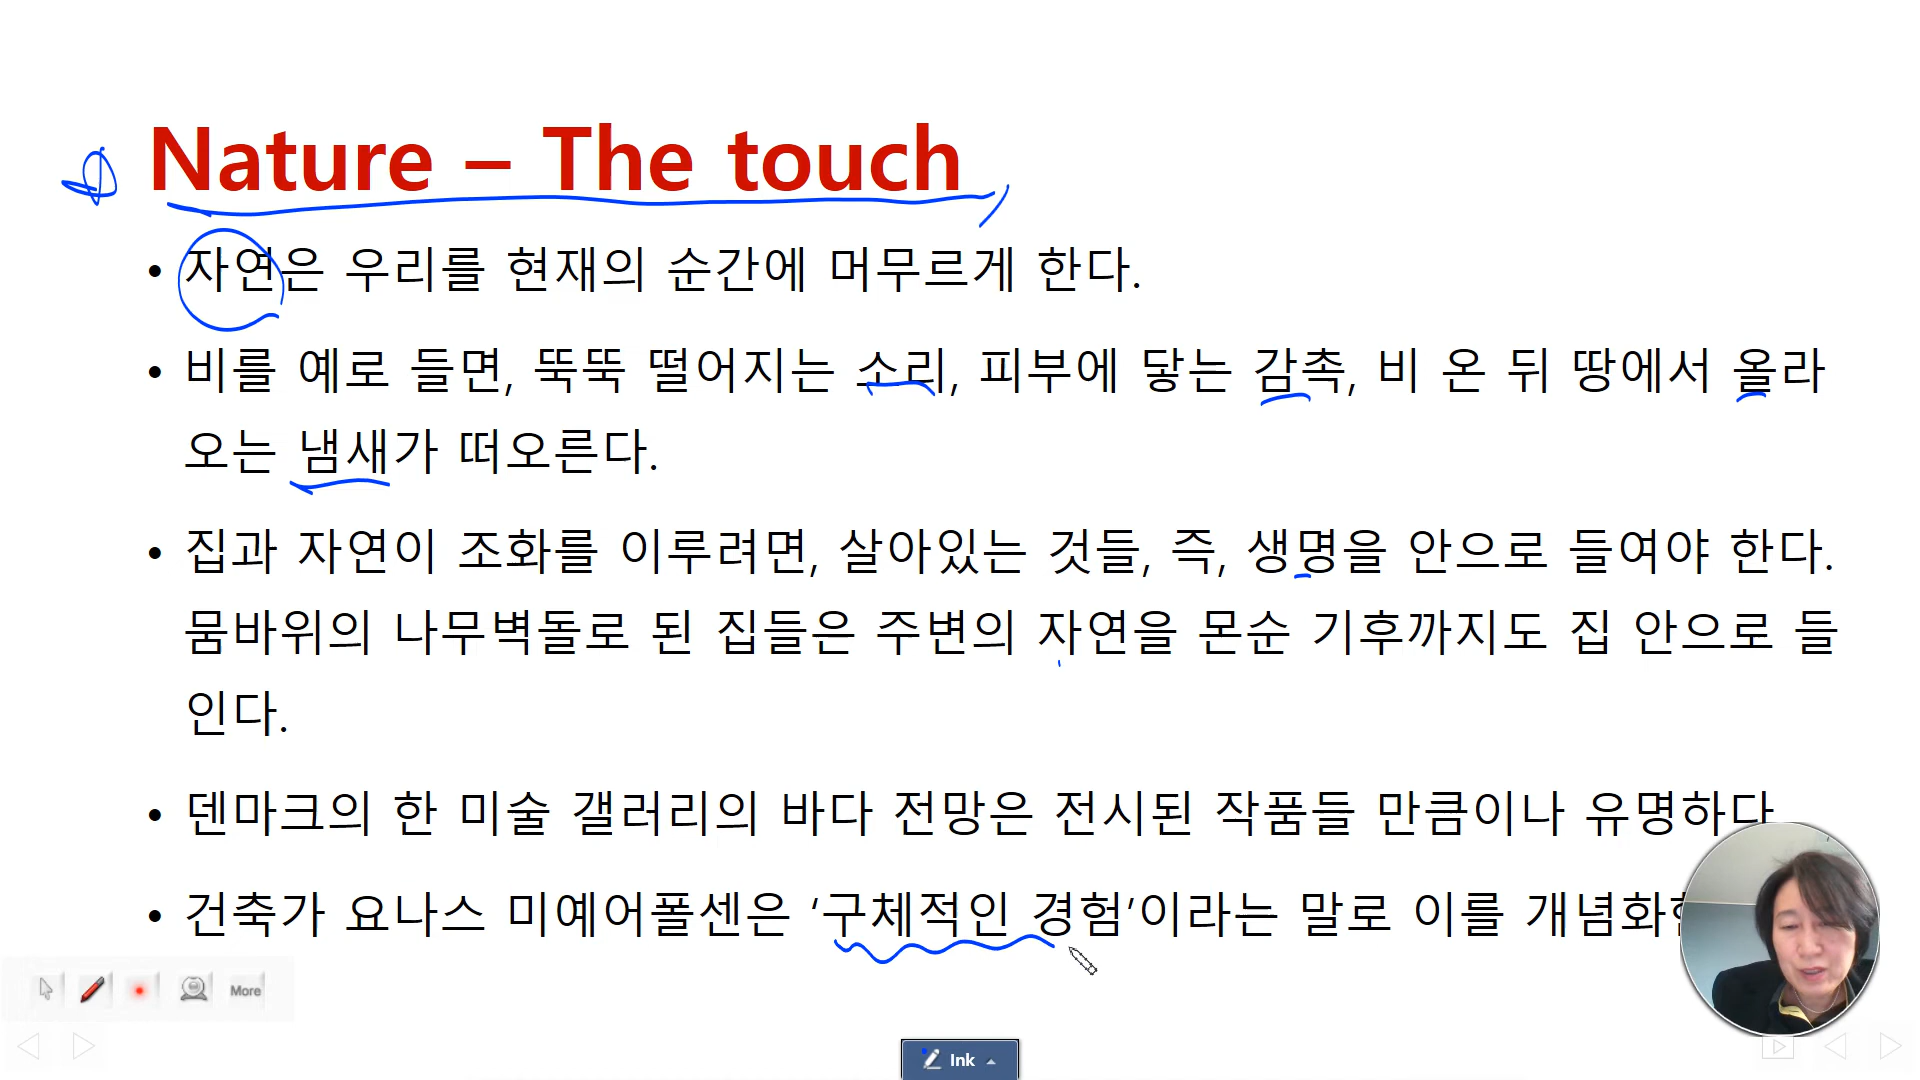 Nature – The touch
• 자연은 우리를 현재의 순간에 머무르게 한다.
• 비를 예로 들면, 뚝뚝 떨어지는 소리, 피부에 닿는 감촉, 비 온 뒤 땅에서 올라
오는 냄새가 떠오른다.
• 집과 자연이 조화를 이루려면, 살아있는 것들, 즉, 생명을 안으로 들여야 한다.
뭄바위의 나무벽돌로 된 집들은 주변의 자연을 몬순 기후까지도 집 안으로 들
인다.
• 덴마크의 한 미술 갤러리의 바다 전망은 전시된 작품들 만큼이나 유명하다
• 건축가 요나스 미예어폴센은 ‘구체적인 경험’이라는 말로 이를
More
Ink